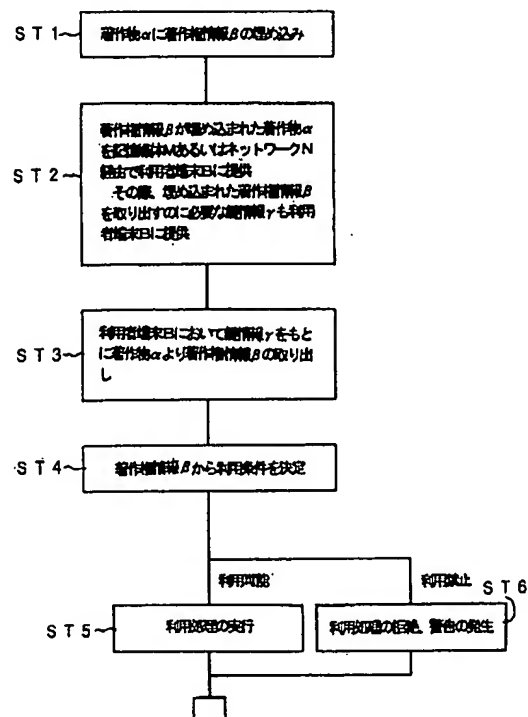 ST1
著作物αに著作権情報βの埋め込み
ST2
著作権情報βが埋め込まれた著作物α
を記憶媒体MあるいはネットワークN
経由で利用者端末Bに提供
その際、埋め込まれた著作権情報β
を取り出すのに必要な鍵情報γも利用
者端末Bに提供
ST3
利用者端末Bにおいて鍵情報γをもと
に著作物αより著作権情報βの取り出
し
ST4
著作権情報βから利用条件を決定
利用可能
利用禁止
ST6
ST5
利用処理の実行
利用処理の拒絶、警告の発生